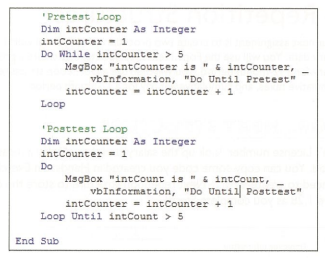 'Pretest Loop
Dim intCounter As Integer
intCounter = 1
Do While intCounter > 5
MsgBox "intCounter is " & intCounter, _
vbInformation, "Do Until Pretest"
intCounter = intCounter + 1
Loop
'Posttest Loop
Dim intCounter As Integer
intCounter = 1
Do
MsgBox "intCount is " & intCount, _
vbInformation, "Do Until Posttest"
intCounter = intCounter + 1
Loop Until intCount > 5
End Sub